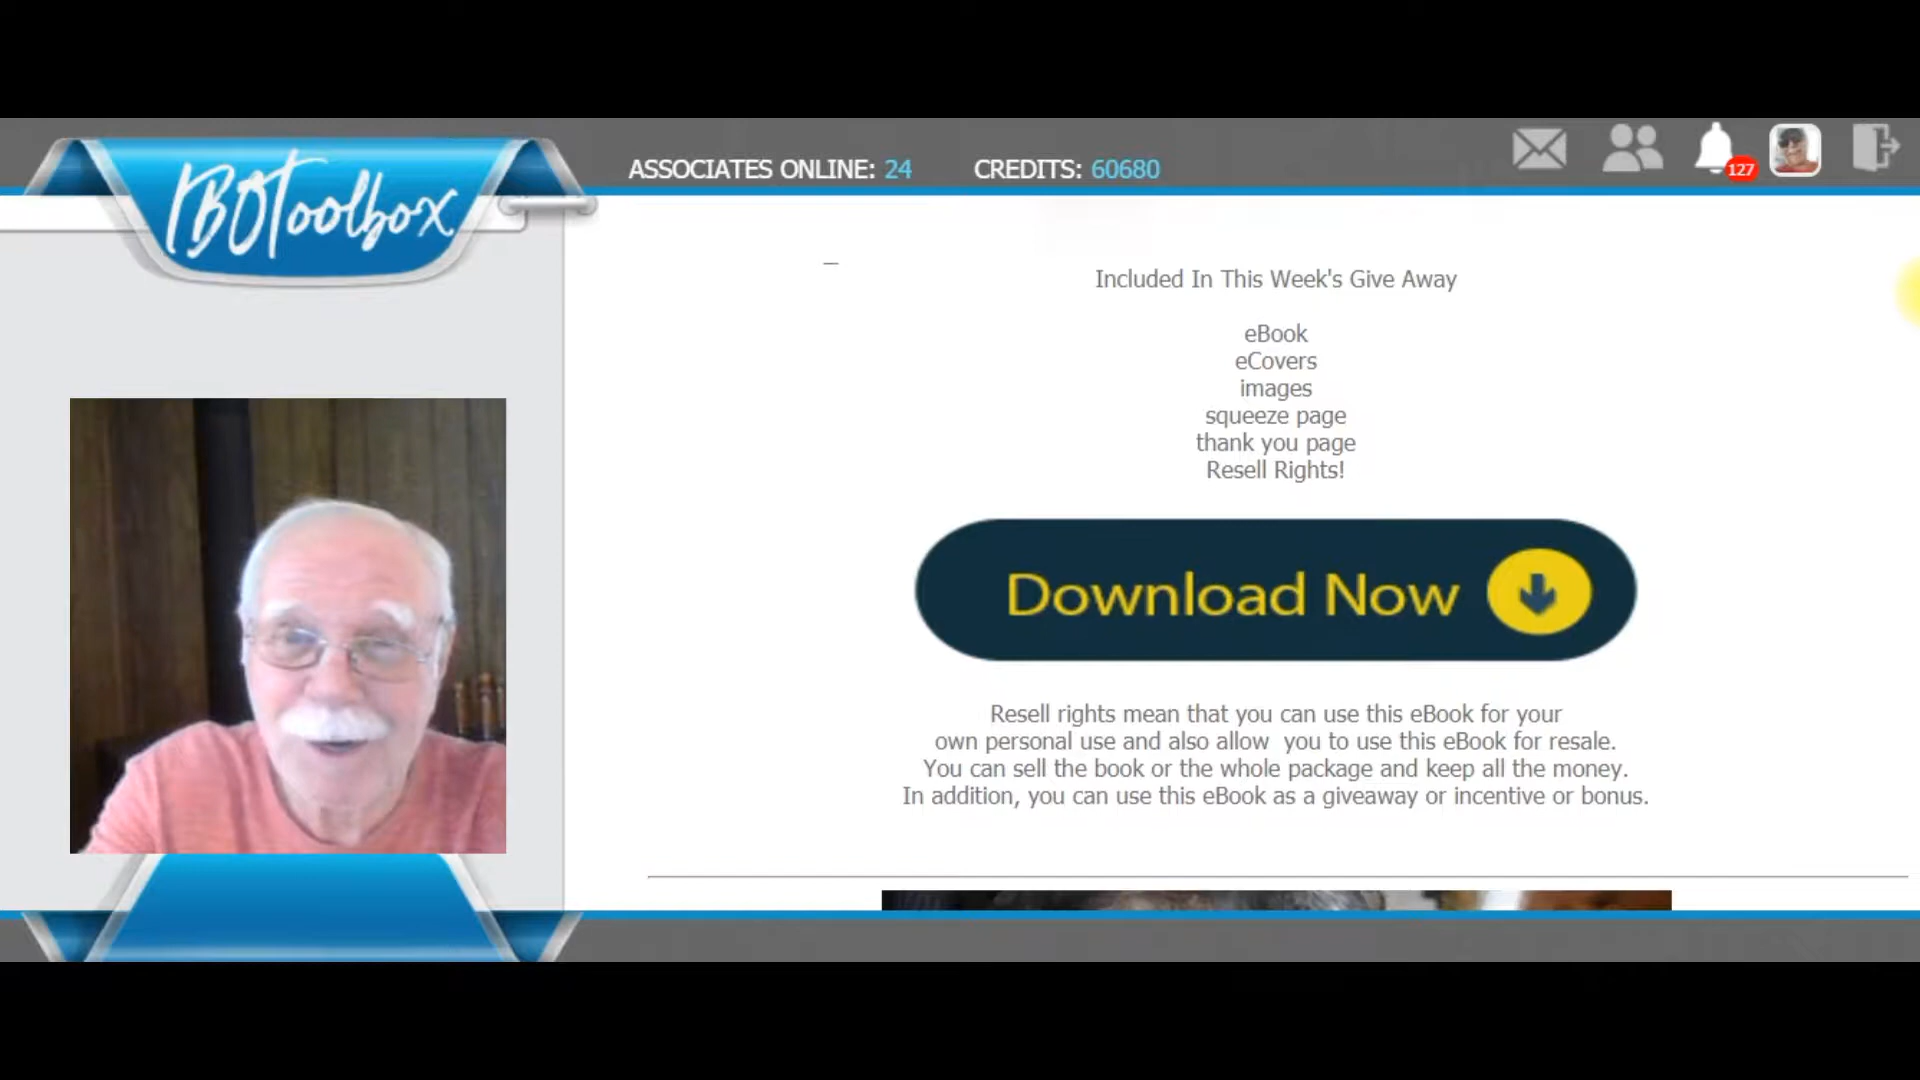 IBOToolbox
ASSOCIATES ONLINE: 24 CREDITS: 60680
127
Included In This Week's Give Away
eBook
eCovers
images
squeeze page
thank you page
Resell Rights!
Download Now
Resell rights mean that you can use this eBook for your
own personal use and also allow you to use this eBook for resale.
You can sell the book or the whole package and keep all the money.
In addition, you can use this eBook as a giveaway or incentive or bonus.